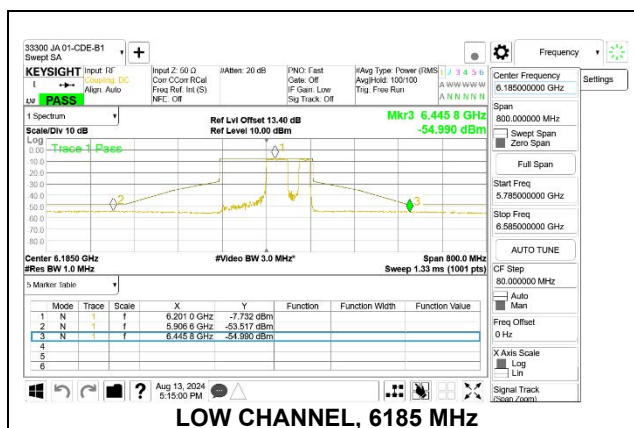 33300 JA 01-CDE-B1
Swept SA
Frequency
KEYSIGHT
Input: RF
Coupling: DC
Align: Auto
Input Z: 50 Ω
Corr CCorr RCal
Freq Ref: Int (S)
NFE: Off
#Atten: 20 dB
PNO: Fast
Gate: Off
IF Gain: Low
Sig Track: Off
#Avg Type: Power (RMS
Avg|Hold: 100/100
Trig: Free Run
1 2 3 4 5 6
A W W W W W
A N N N N N
PASS
1 Spectrum
Scale/Div 10 dB
Ref Lvl Offset 13.40 dB
Ref Level 10.00 dBm
Mkr3 6.445 8 GHz
-54.990 dBm
Log
Trace 1 Pass
0.00
-10.0
-20.0
-30.0
-40.0
-50.0
-60.0
-70.0
-80.0
1
2
3
Center 6.1850 GHz
#Res BW 1.0 MHz
#Video BW 3.0 MHz*
Span 800.0 MHz
Sweep 1.33 ms (1001 pts)
5 Marker Table
Mode Trace Scale X Y Function Function Width Function Value
1 N 1 f 6.201 0 GHz -7.732 dBm
2 N 1 f 5.906 6 GHz -53.517 dBm
3 N 1 f 6.445 8 GHz -54.990 dBm
4
5
6
Aug 13, 2024
5:15:00 PM
Center Frequency
6.185000000 GHz
Settings
Span
800.000000 MHz
Swept Span
Zero Span
Full Span
Start Freq
5.785000000 GHz
Stop Freq
6.585000000 GHz
AUTO TUNE
CF Step
80.000000 MHz
Auto
Man
Freq Offset
0 Hz
X Axis Scale
Log
Lin
Signal Track
(Span Zoom)
LOW CHANNEL, 6185 MHz